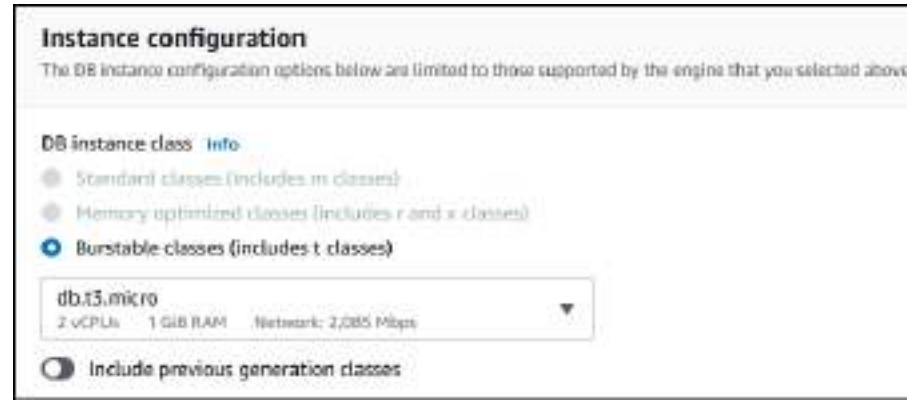 Instance configuration
The DB instance configuration options below are limited to those supported by the engine that you selected above
DB instance class Info
Standard classes (includes m classes)
Memory optimized classes (includes r and x classes)
Burstable classes (includes t classes)
db.t3.micro
2 vCPUs 1 GiB RAM Network: 2,085 Mbps
Include previous generation classes